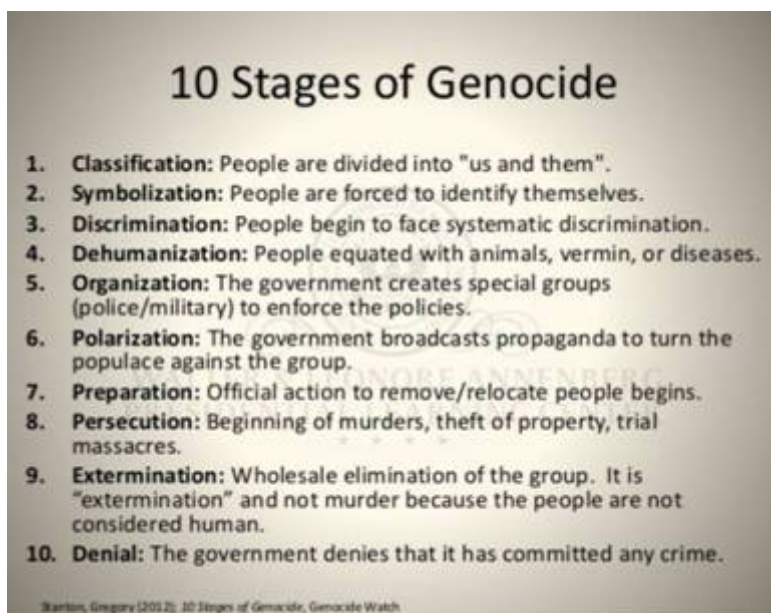 10 Stages of Genocide
1. Classification: People are divided into "us and them".
2. Symbolization: People are forced to identify themselves.
3. Discrimination: People begin to face systematic discrimination.
4. Dehumanization: People equated with animals, vermin, or diseases.
5. Organization: The government creates special groups
(police/military) to enforce the policies.
6. Polarization: The government broadcasts propaganda to turn the
populace against the group.
7. Preparation: Official action to remove/relocate people begins.
8. Persecution: Beginning of murders, theft of property, trial
massacres.
9. Extermination: Wholesale elimination of the group. It is
“extermination” and not murder because the people are not
considered human.
10. Denial: The government denies that it has committed any crime.
Stanton, Gregory (2012); 10 Stages of Genocide, Genocide Watch